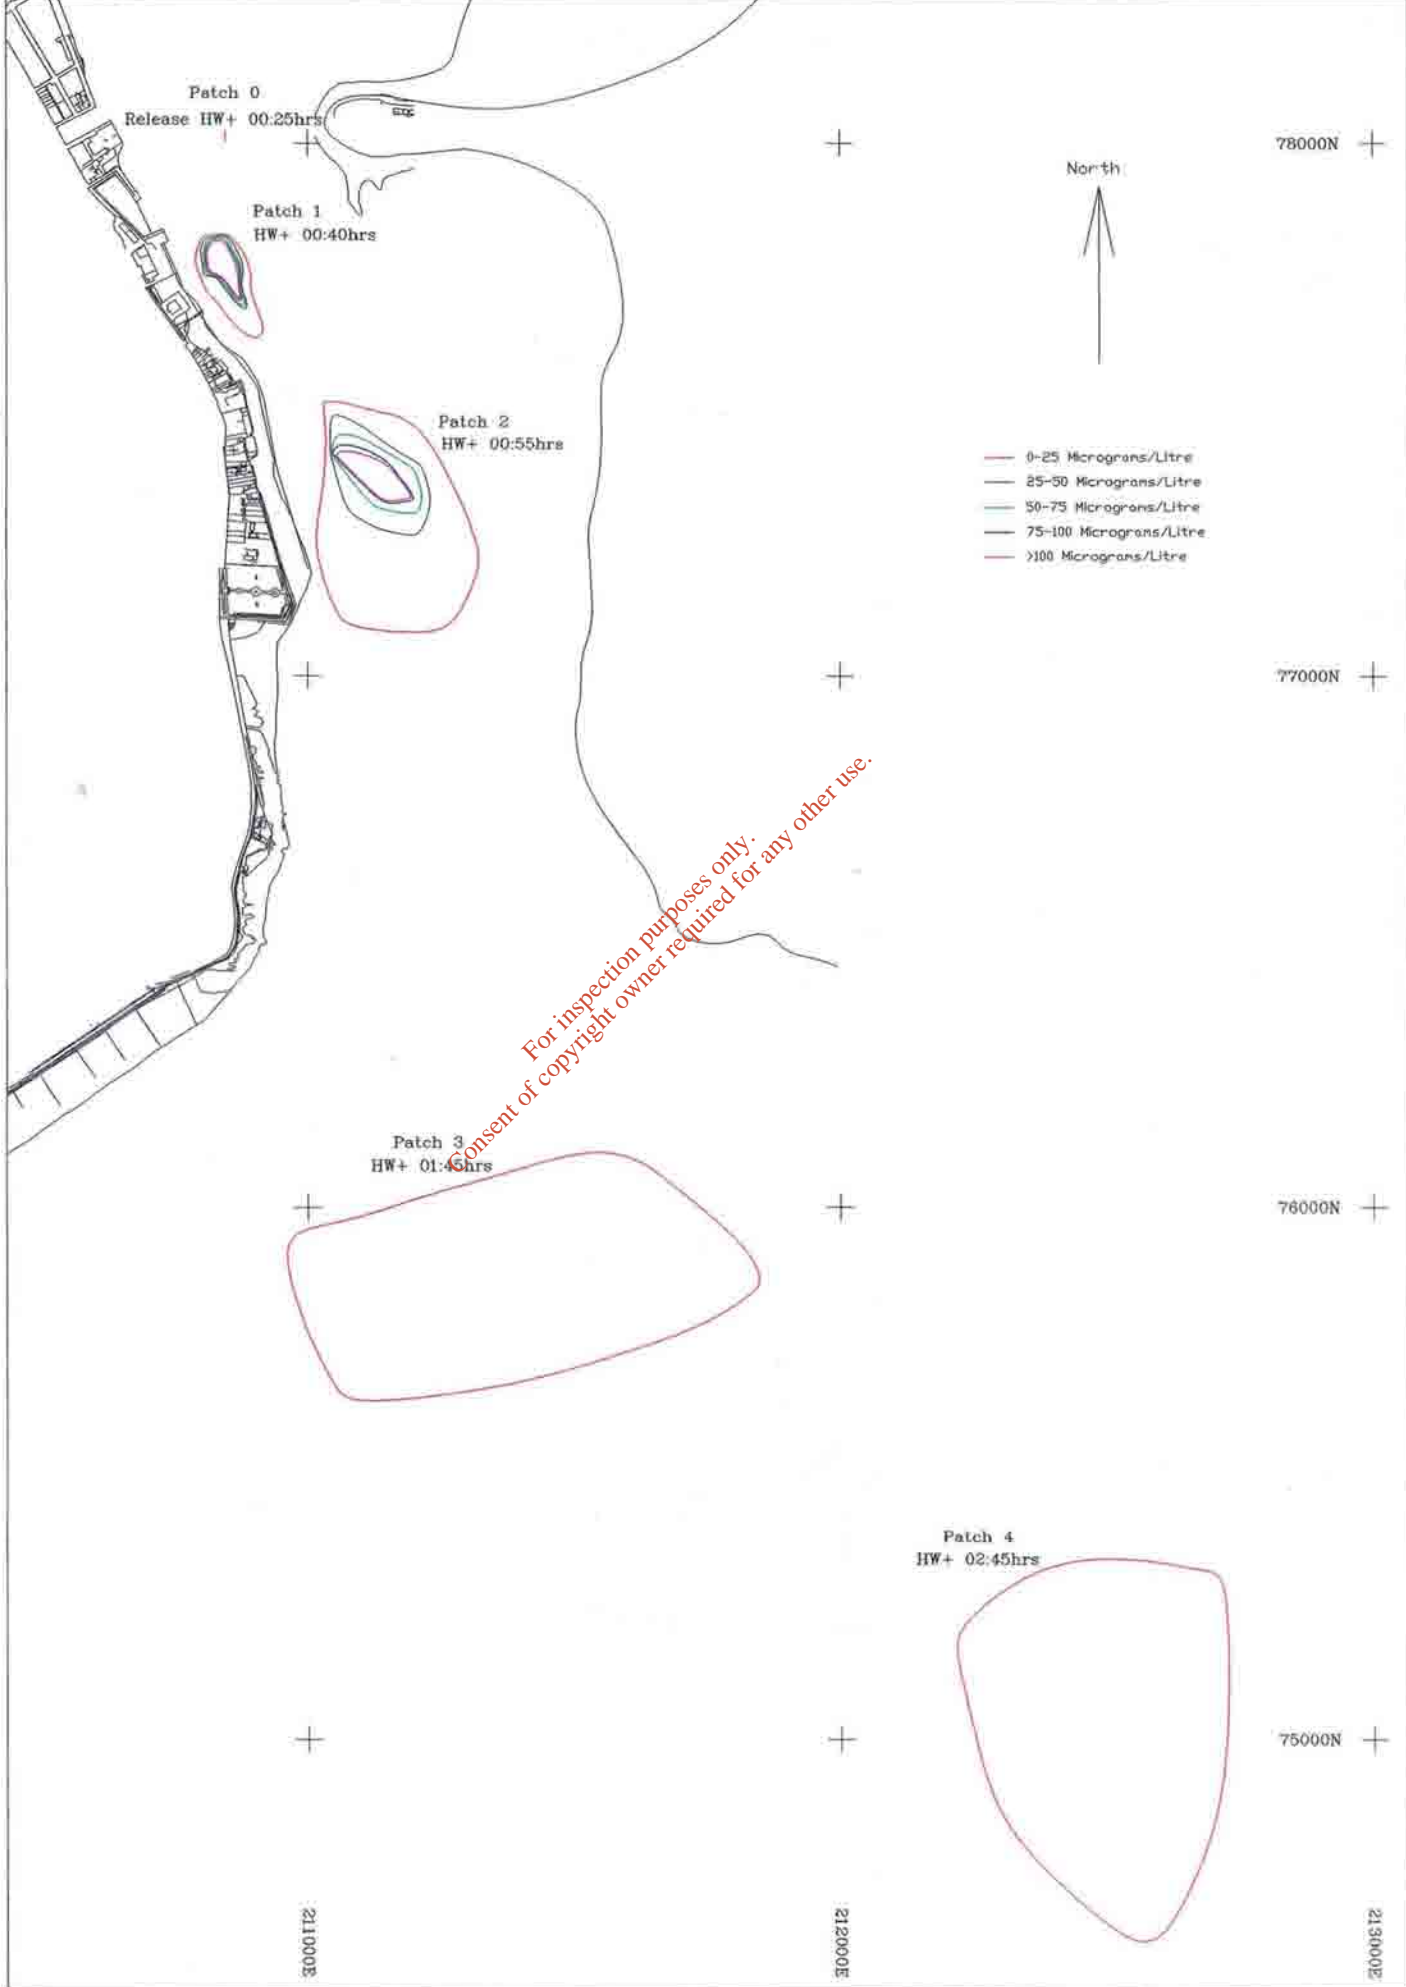 Patch 0
Release HW+ 00:25hrs
78000N
North
Patch 1
HW+ 00:40hrs
Patch 2
HW+ 00:55hrs
0-25 Micrograms/Litre
25-50 Micrograms/Litre
50-75 Micrograms/Litre
75-100 Micrograms/Litre
>100 Micrograms/Litre
77000N
For inspection purposes only.
Consent of copyright owner required for any other use.
Patch 3
HW+ 01:45hrs
76000N
Patch 4
HW+ 02:45hrs
75000N
211000E
212000E
213000E